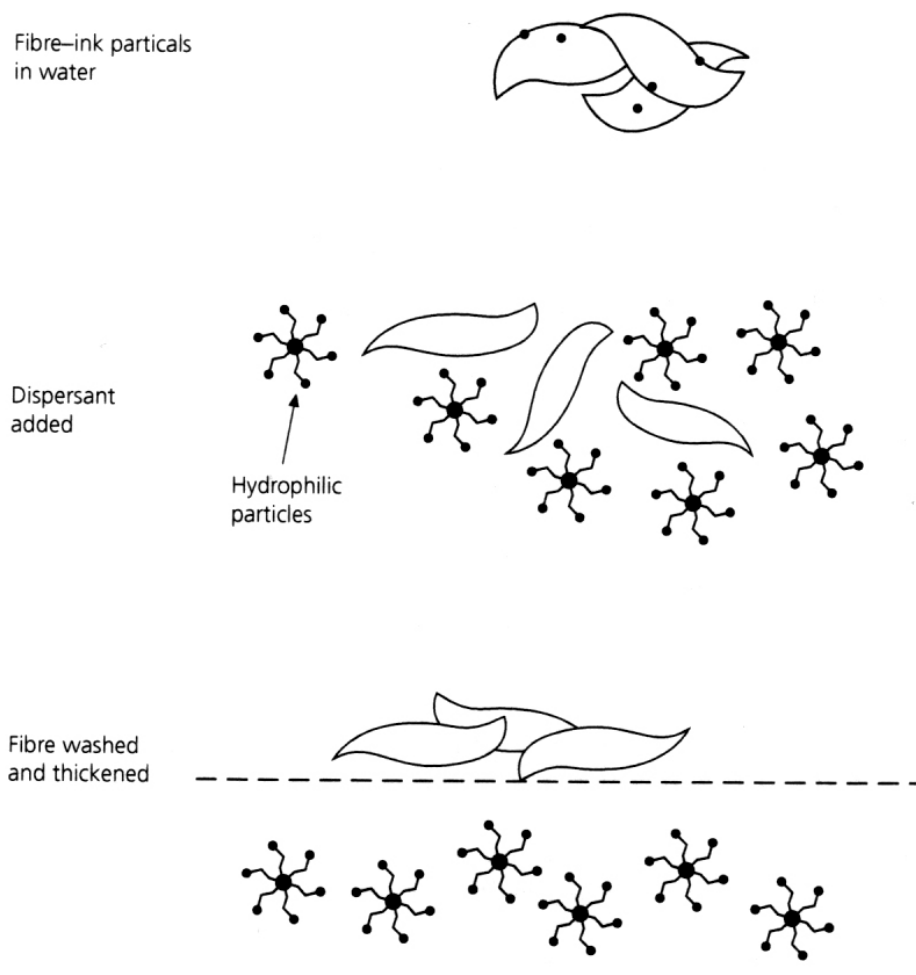 Fibre–ink particals
in water
Dispersant
added
Hydrophilic
particles
Fibre washed
and thickened